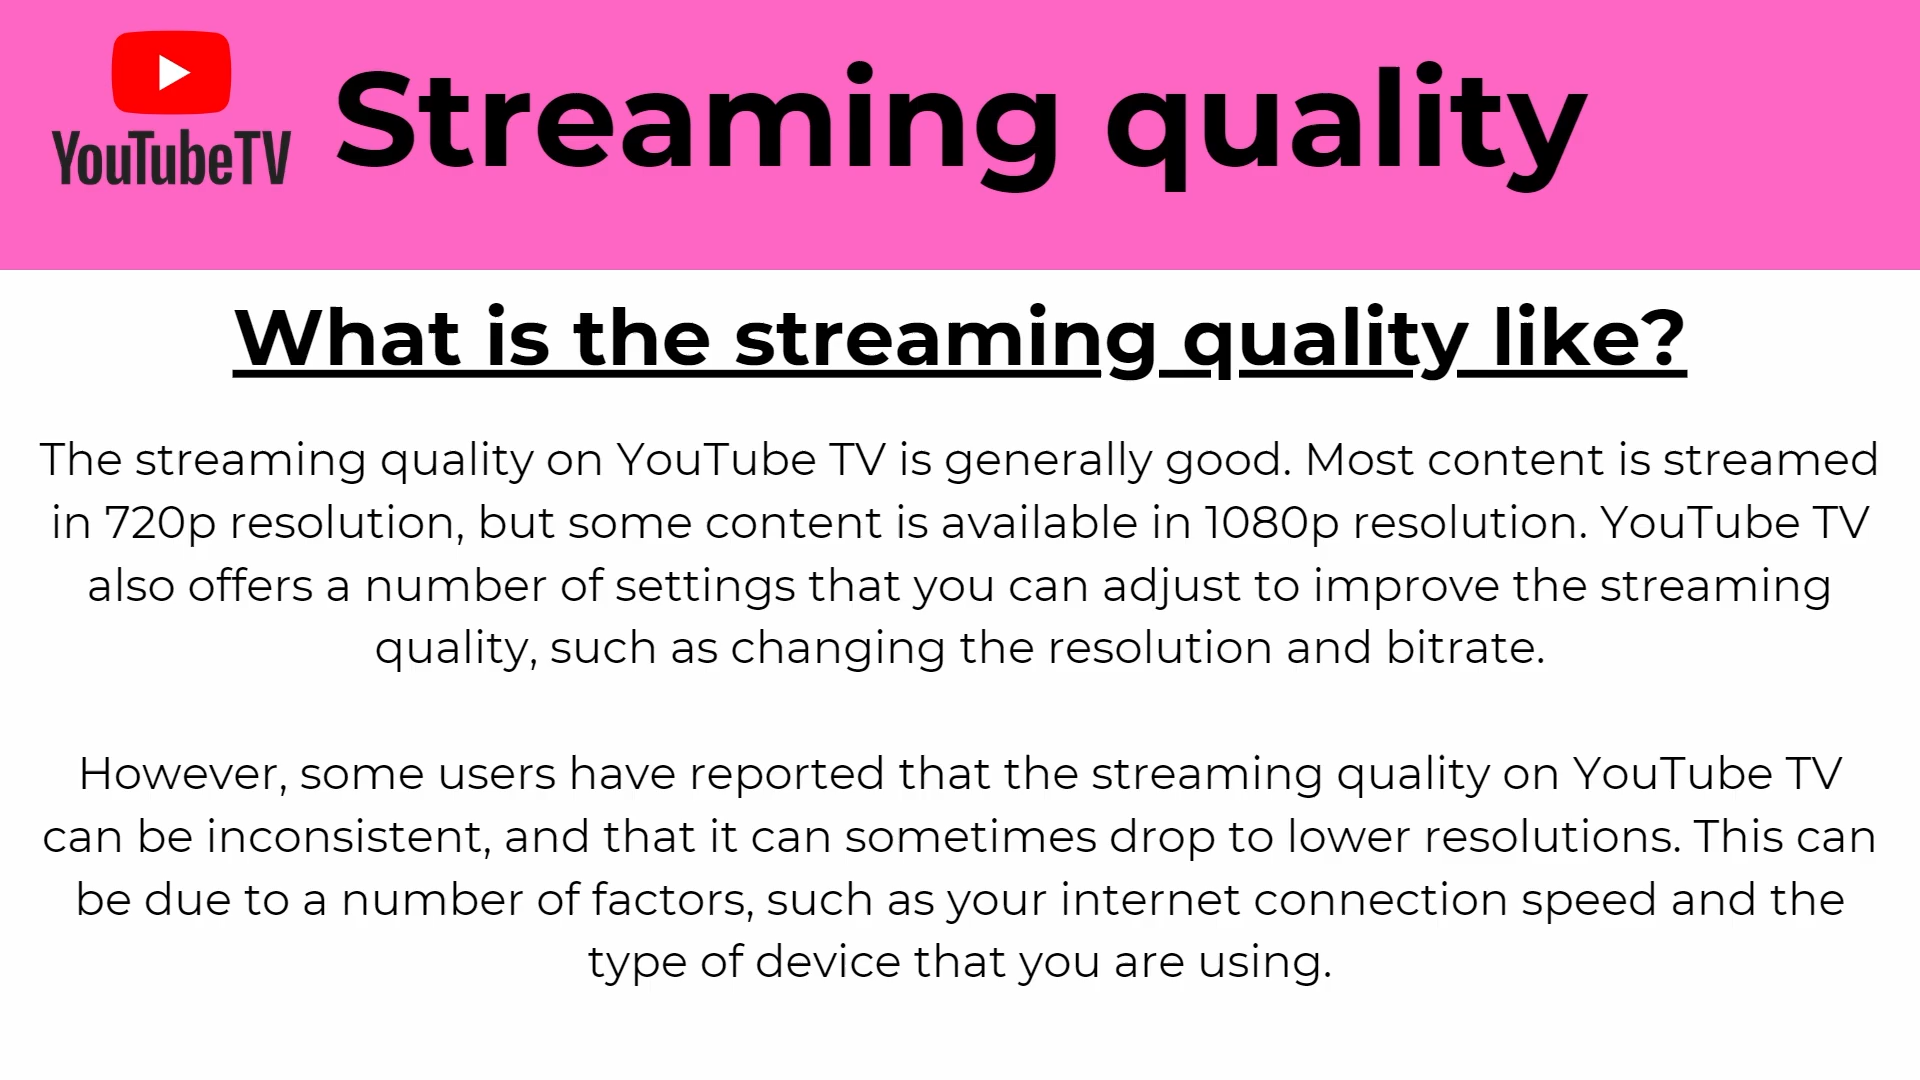 YouTubeTV
Streaming quality
What is the streaming quality like?
The streaming quality on YouTube TV is generally good. Most content is streamed
in 720p resolution, but some content is available in 1080p resolution. YouTube TV
also offers a number of settings that you can adjust to improve the streaming
quality, such as changing the resolution and bitrate.
However, some users have reported that the streaming quality on YouTube TV
can be inconsistent, and that it can sometimes drop to lower resolutions. This can
be due to a number of factors, such as your internet connection speed and the
type of device that you are using.